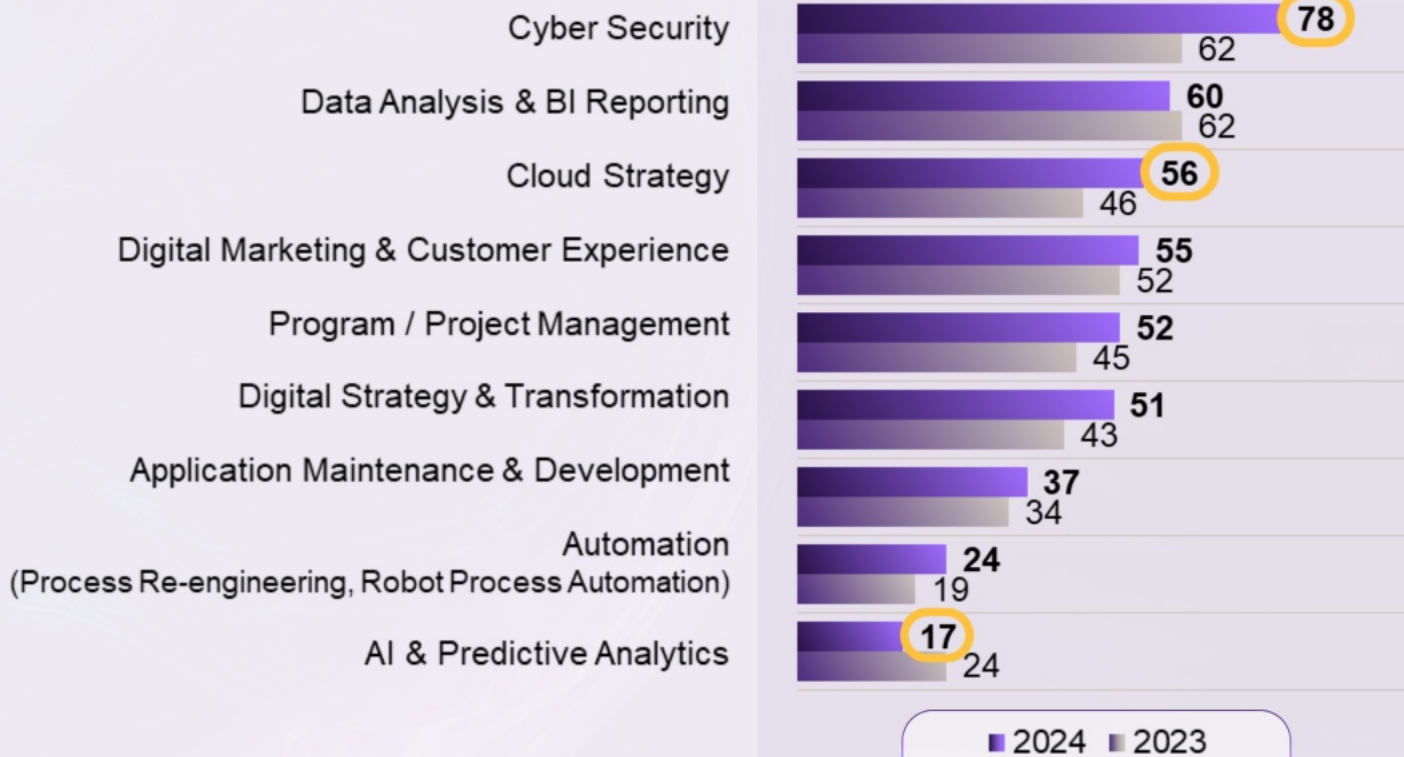 Cyber Security
78
62
Data Analysis & BI Reporting
60
62
Cloud Strategy
56
46
Digital Marketing & Customer Experience
55
52
Program / Project Management
52
45
Digital Strategy & Transformation
51
43
Application Maintenance & Development
37
34
Automation
(Process Re-engineering, Robot Process Automation)
24
19
AI & Predictive Analytics
17
24
2024 2023